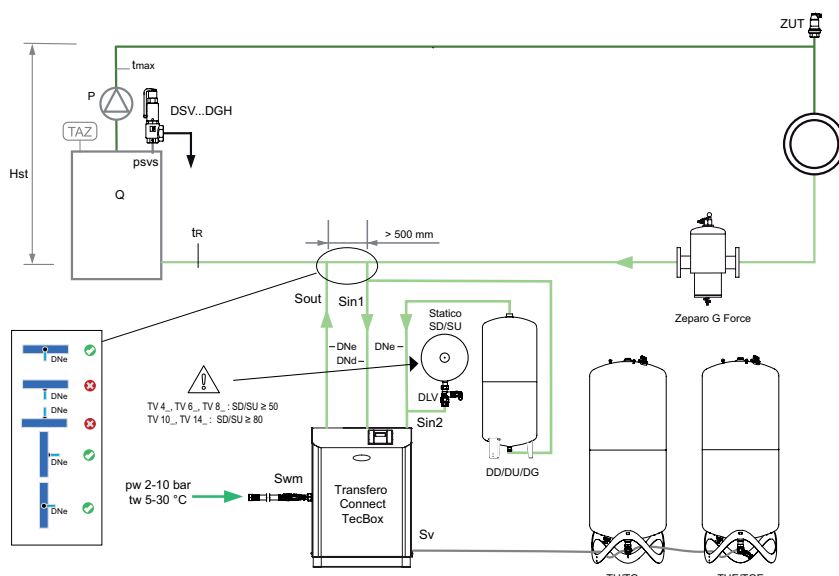 ZUT
tmax
P
DSV...DGH
TAZ
psvs
Hst
Q
tR
> 500 mm
Sout
Sin1
Zeparo G Force
Statico
SD/SU
DNe
DNd
DNe
DLV
Sin2
DD/DU/DG
DNe
DNe
DNe
DNe
DNe
TV 4_, TV 6_, TV 8_ : SD/SU ≥ 50
TV 10_, TV 14_ : SD/SU ≥ 80
pw 2-10 bar
tw 5-30 °C
Swm
Transfero
Connect
TecBox
Sv